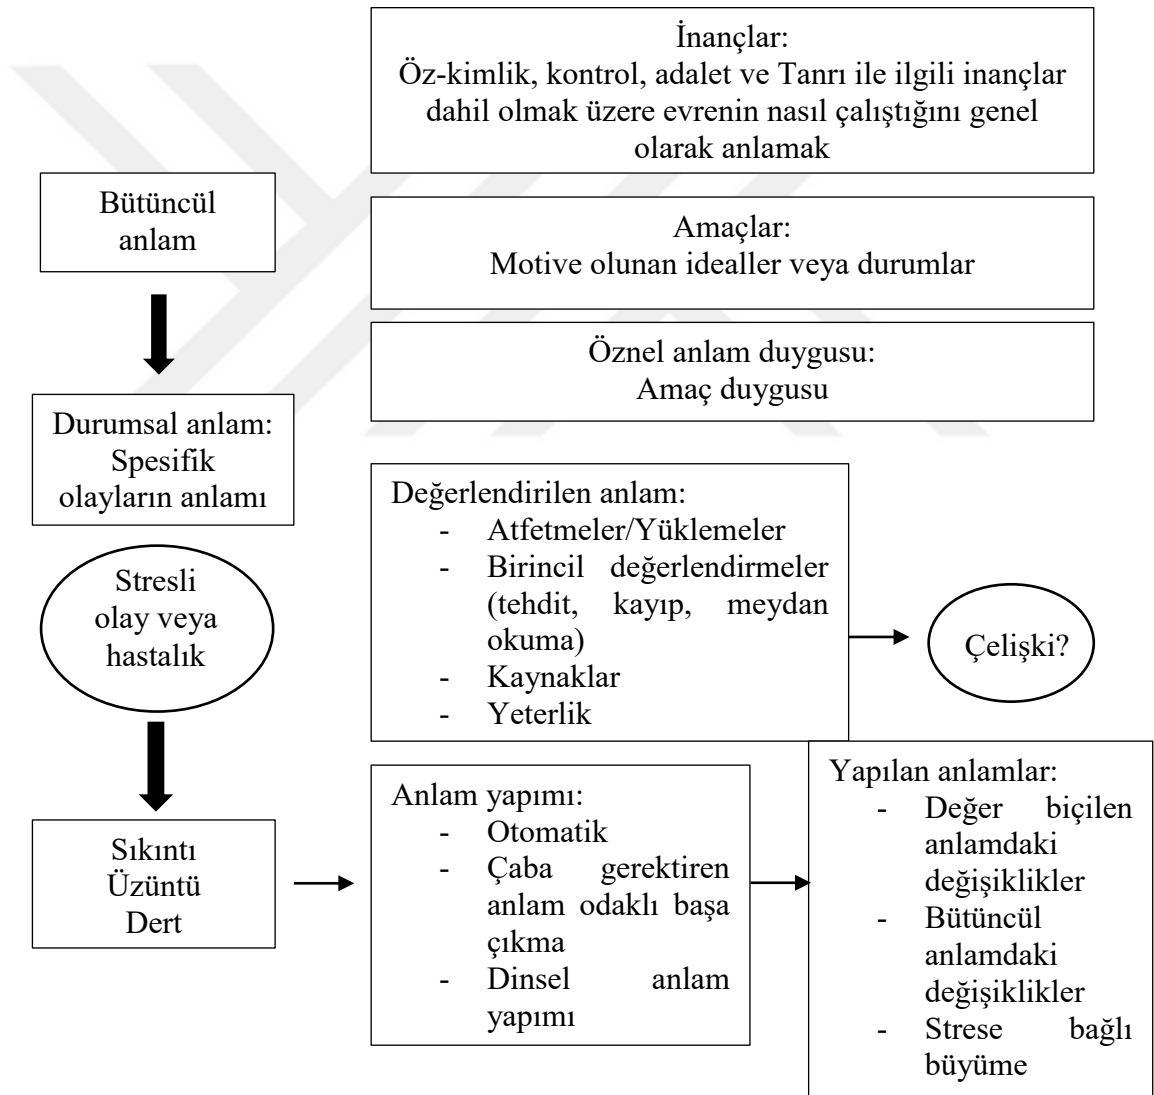 İnançlar:
Öz-kimlik, kontrol, adalet ve Tanrı ile ilgili inançlar
dahil olmak üzere evrenin nasıl çalıştığını genel
olarak anlamak
Bütüncül
anlam
Amaçlar:
Motive olunan idealler veya durumlar
Öznel anlam duygusu:
Amaç duygusu
Durumsal anlam:
Spesifik
olayların anlamı
Değerlendirilen anlam:
- Atfetmeler/Yüklemeler
- Birincil değerlendirmeler
(tehdit, kayıp, meydan
okuma)
- Kaynaklar
- Yeterlik
Stresli
olay veya
hastalık
Çelişki?
Sıkıntı
Üzüntü
Dert
Anlam yapımı:
- Otomatik
- Çaba gerektiren
anlam odaklı başa
çıkma
- Dinsel anlam
yapımı
Yapılan anlamlar:
- Değer biçilen
anlamdaki
değişiklikler
- Bütüncül
anlamdaki
değişiklikler
- Strese bağlı
büyüme